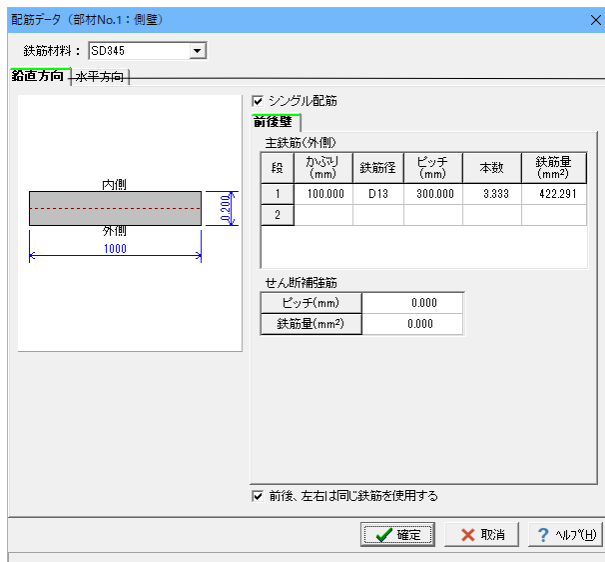 配筋データ（部材No.1：側壁）
鉄筋材料： SD345
鉛直方向 水平方向
内側
外側
0.200
1000
シングル配筋
前後壁
主鉄筋(外側)
段 かぶり(mm) 鉄筋径 ピッチ(mm) 本数 鉄筋量(mm²)
1 100.000 D13 300.000 3.333 422.291
2
せん断補強筋
ピッチ(mm) 0.000
鉄筋量(mm²) 0.000
前後、左右は同じ鉄筋を使用する
確定 取消 ? ﾍﾙﾌﾟ(H)